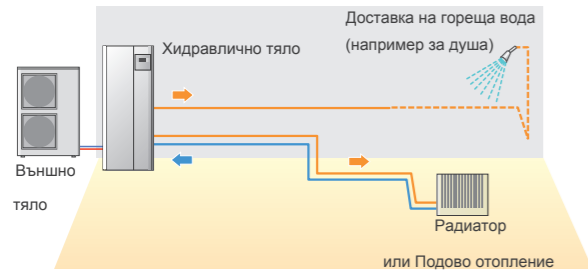 Доставка на гореща вода
(например за душа)
Хидравлично тяло
Външно
тяло
Радиатор
или Подово отопление